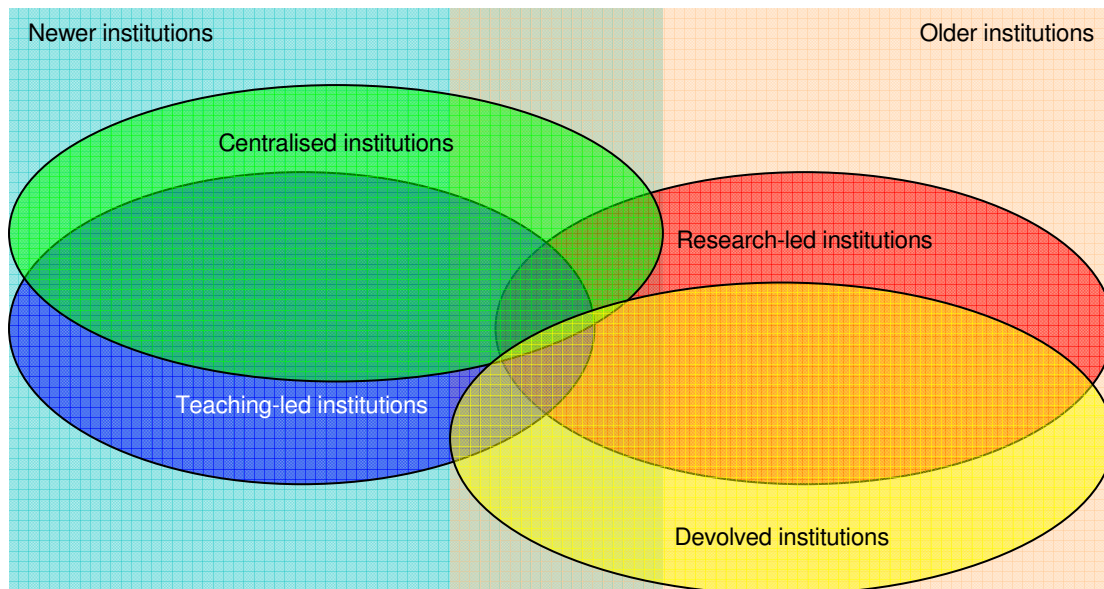 Newer institutions
Older institutions
Centralised institutions
Research-led institutions
Teaching-led institutions
Devolved institutions